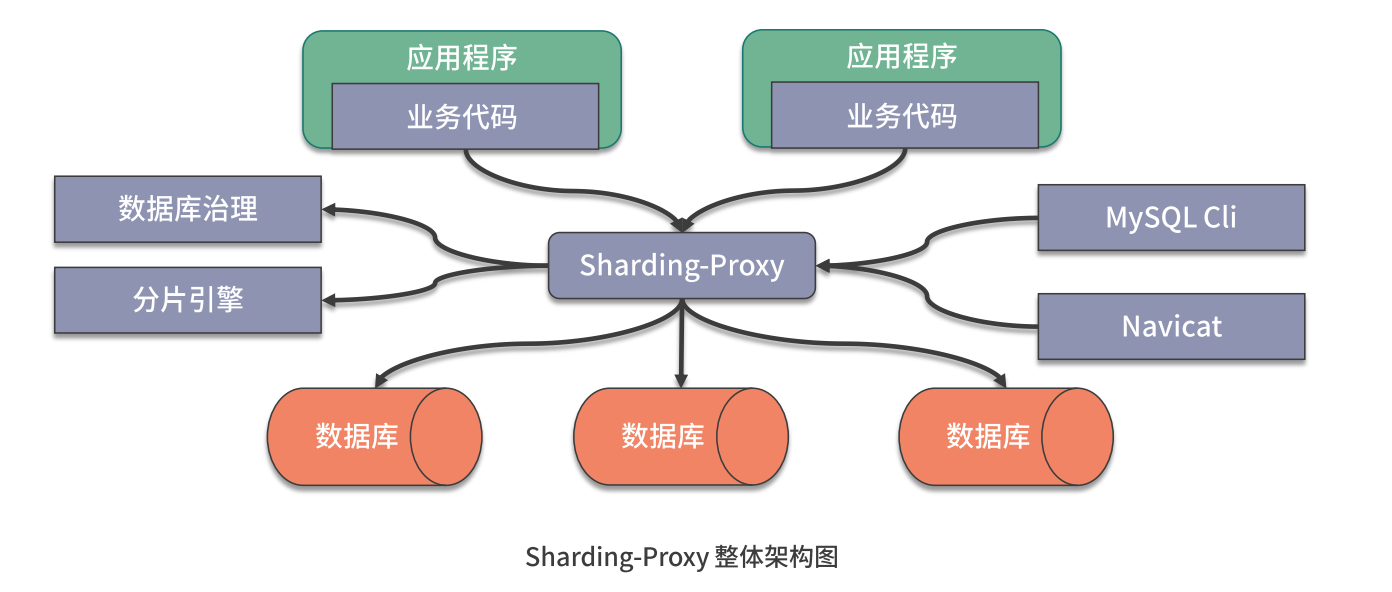 应用程序
应用程序
业务代码
业务代码
数据库治理
MySQL Cli
Sharding-Proxy
分片引擎
Navicat
数据库
数据库
数据库
Sharding-Proxy 整体架构图